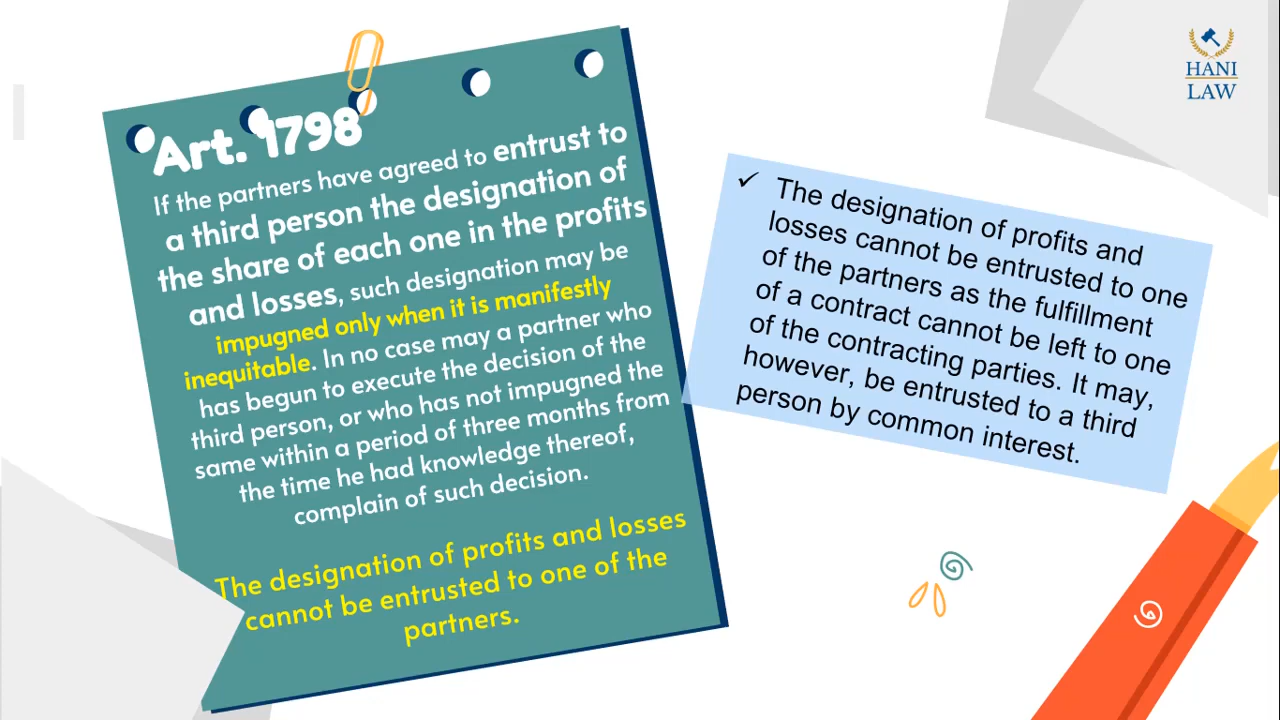 Art. 1798
If the partners have agreed to entrust to
a third person the designation of
the share of each one in the profits
and losses, such designation may be
impugned only when it is manifestly
inequitable. In no case may a partner who
has begun to execute the decision of the
third person, or who has not impugned the
same within a period of three months from
the time he had knowledge thereof,
complain of such decision.
The designation of profits and losses
cannot be entrusted to one of the
partners.
✓ The designation of profits and
losses cannot be entrusted to one
of the partners as the fulfillment
of a contract cannot be left to one
of the contracting parties. It may,
however, be entrusted to a third
person by common interest.
HANI
LAW